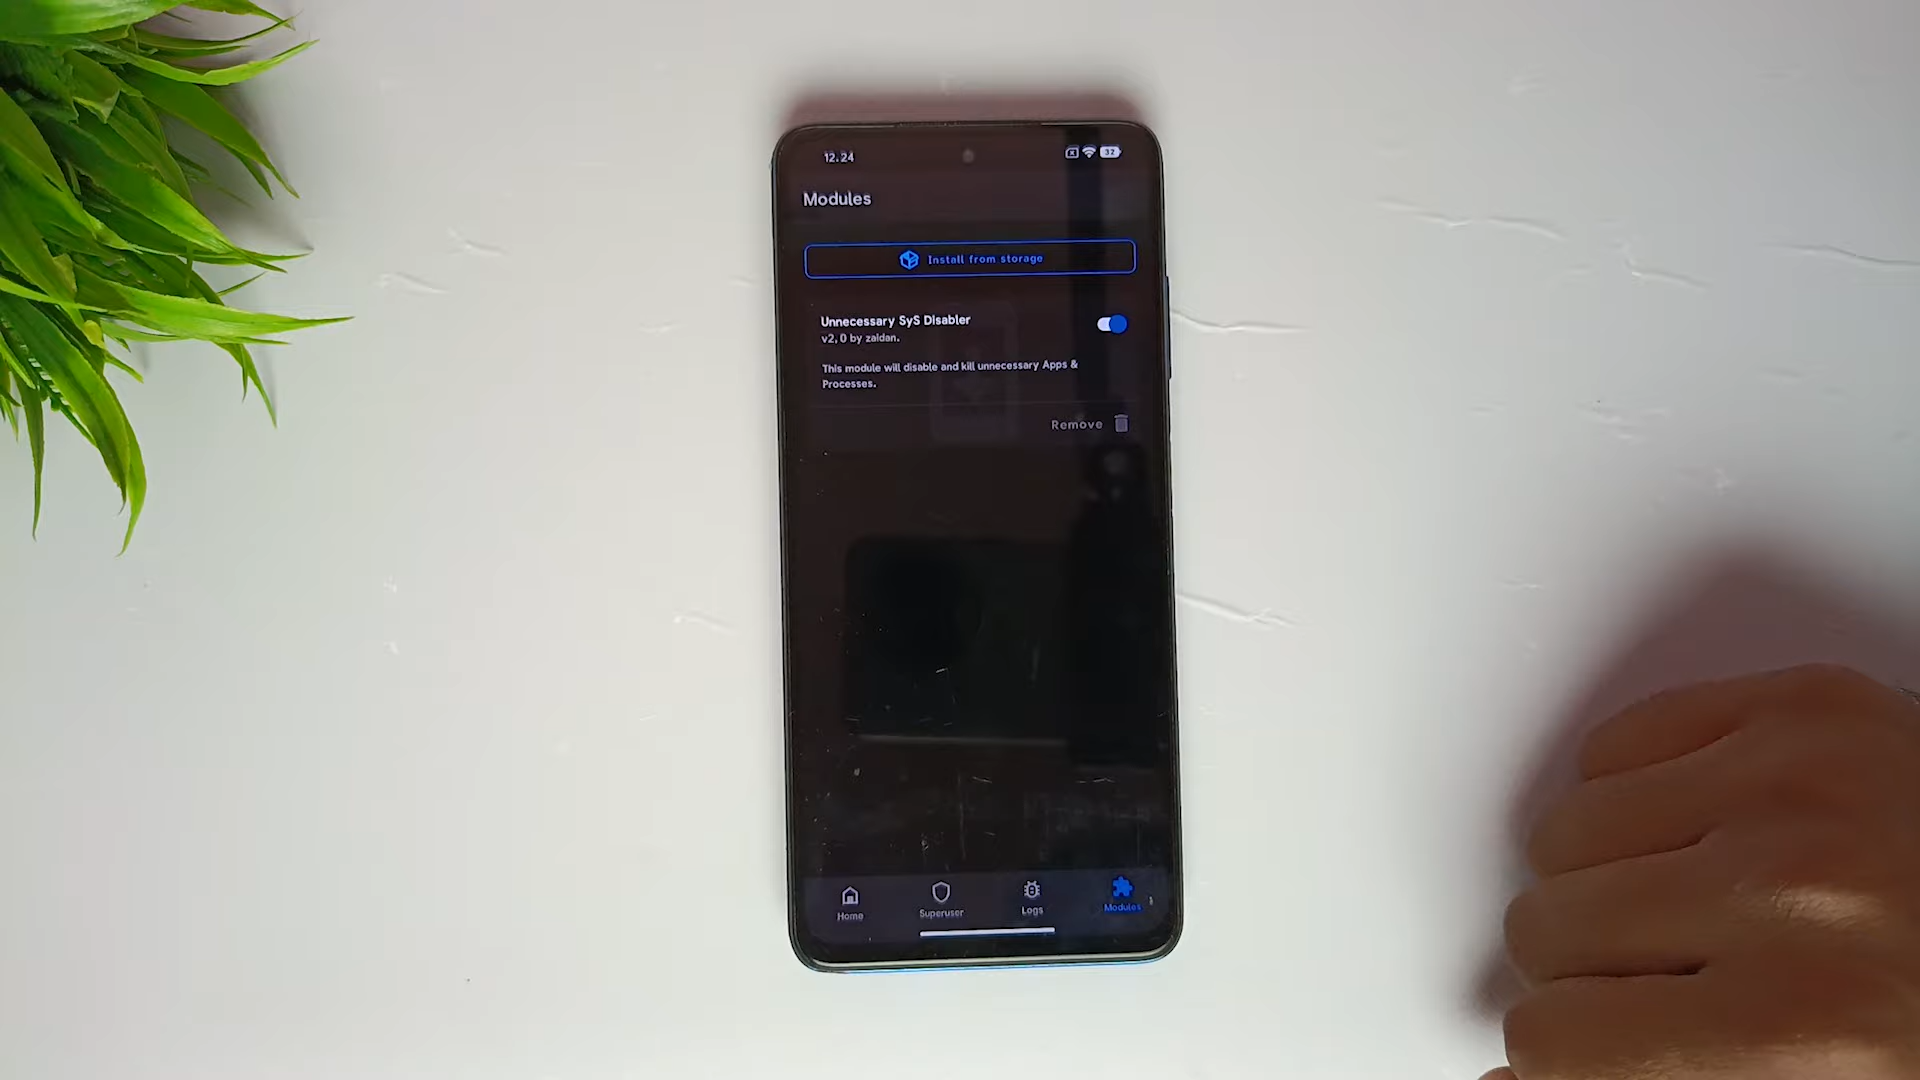 12.24
32
Modules
Install from storage
Unnecessary SyS Disabler
v2,0 by zaidan.
This module will disable and kill unnecessary Apps &
Processes.
Remove
Home
Superuser
Logs
Modules